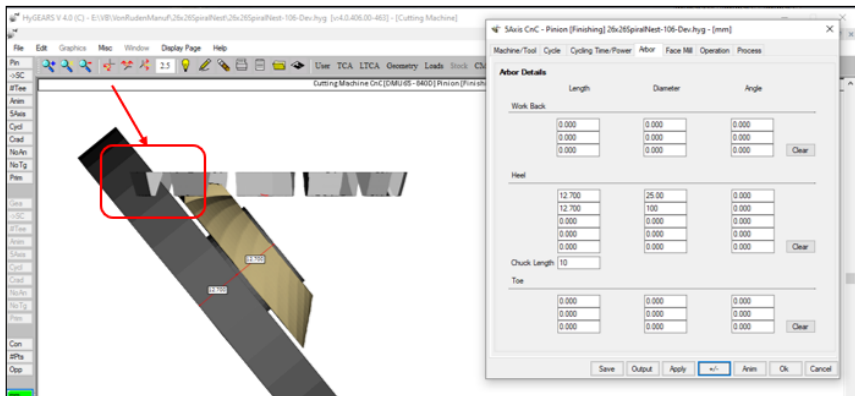 HyGEARS V 4.0 (C) - E:\VB\VonRudenManuf\26x26SpiralNest\26x26SpiralNest-106-Dev.hyg [v4.0.406.00-463] - [Cutting Machine]
File Edit Graphics Misc Window Display Page Help
2.5 User TCA LTCA Geometry Loads Stock
Cutting Machine CnC[DMU 65 - 840D] Pinion [Finish
Pin
->SC
#Tee
Anim
5Axis
Cycl
Crad
NoAn
NoTg
Prim
Gea
->SC
#Tee
Anim
5Axis
Cycl
Crad
NoAn
NoTg
Prim
Con
#Pts
Opp
12.700
12.700
5Axis CnC - Pinion [Finishing] 26x26SpiralNest-106-Dev.hyg - [mm]
Machine/Tool Cycle Cycling Time/Power Arbor Face Mill Operation Process
Arbor Details
Length Diameter Angle
Work Back
0.000 0.000 0.000
0.000 0.000 0.000
0.000 0.000 0.000 Clear
Heel
12.700 25.00 0.000
12.700 100 0.000
0.000 0.000 0.000
0.000 0.000 0.000
0.000 0.000 0.000 Clear
Chuck Length 10
Toe
0.000 0.000 0.000
0.000 0.000 0.000
0.000 0.000 0.000 Clear
Save Output Apply +/- Anim Ok Cancel